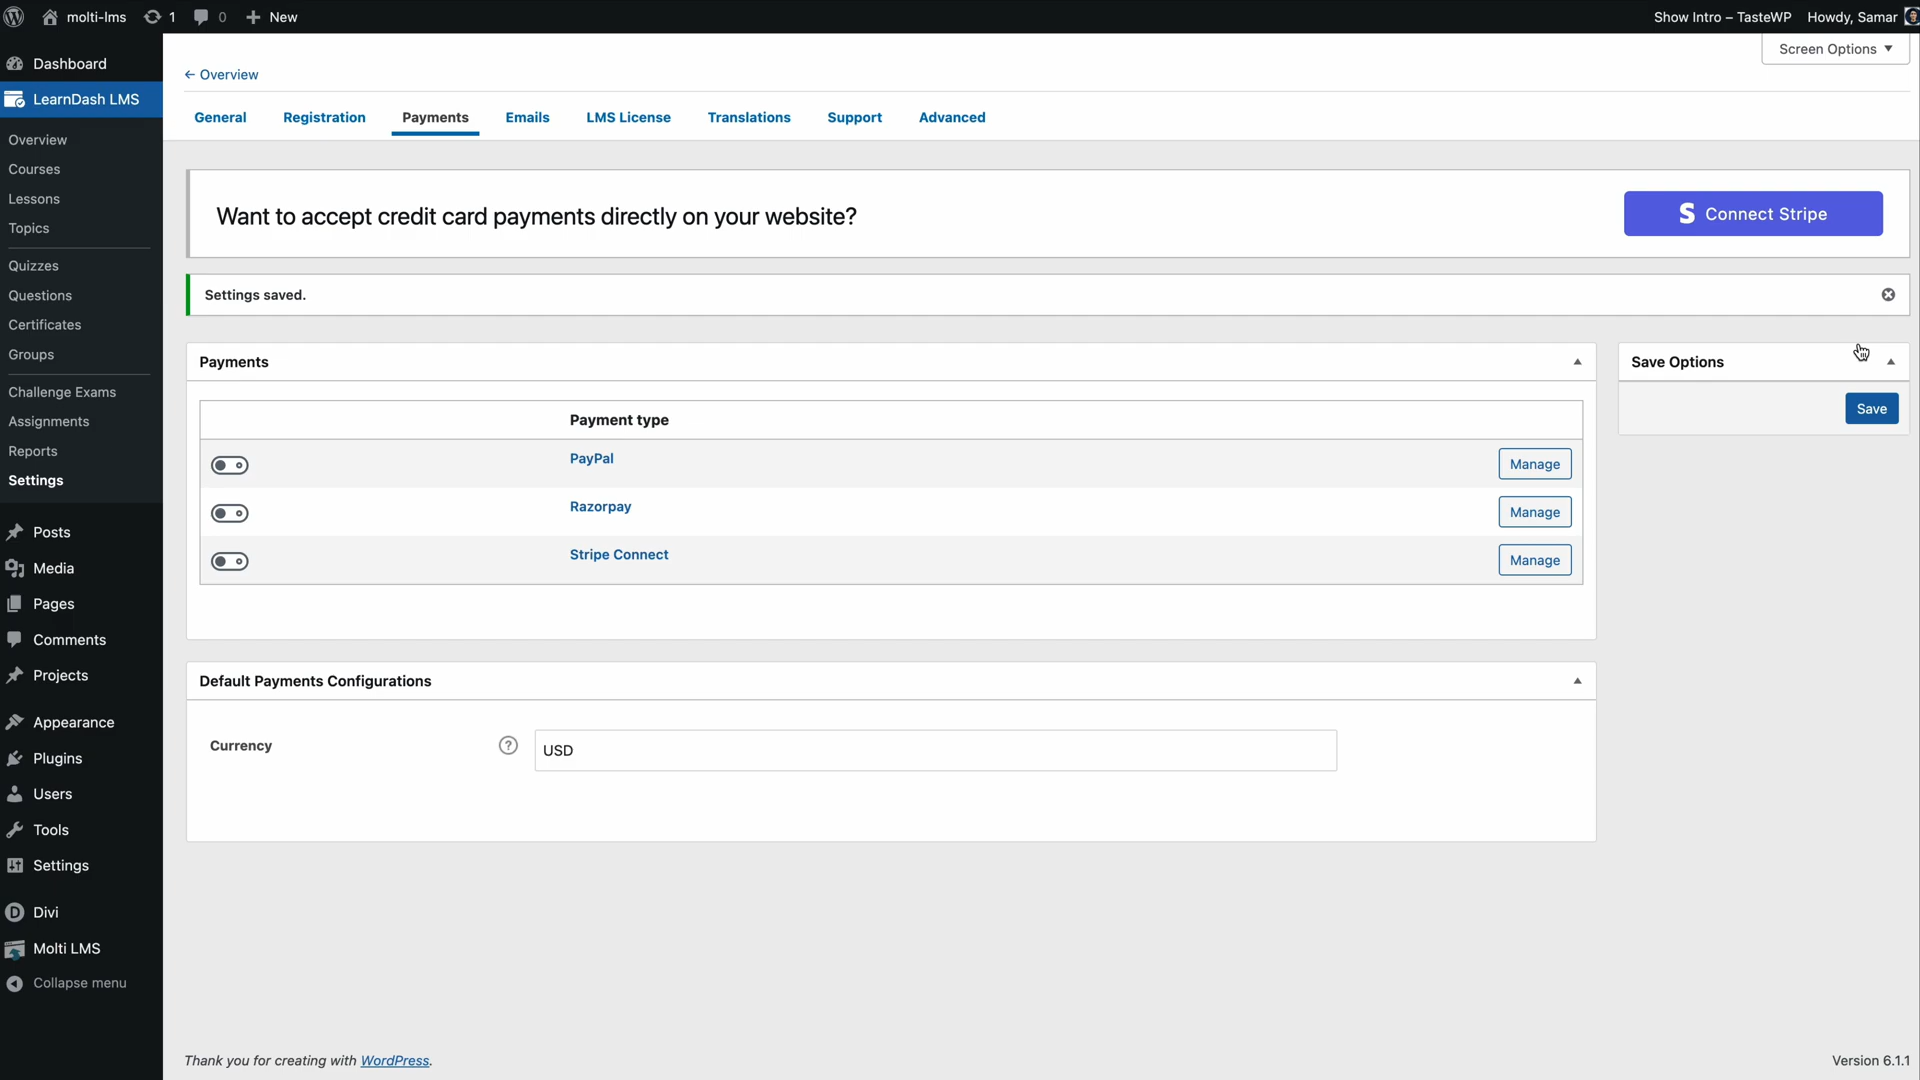 molti-lms 1 0 New Show Intro – TasteWP Howdy, Samar
Screen Options
Dashboard
LearnDash LMS
Overview
Courses
Lessons
Topics
Quizzes
Questions
Certificates
Groups
Challenge Exams
Assignments
Reports
Settings
Posts
Media
Pages
Comments
Projects
Appearance
Plugins
Users
Tools
Settings
Divi
Molti LMS
Collapse menu
← Overview
General Registration Payments Emails LMS License Translations Support Advanced
Want to accept credit card payments directly on your website? S Connect Stripe
Settings saved.
Payments
Payment type
PayPal Manage
Razorpay Manage
Stripe Connect Manage
Save Options
Save
Default Payments Configurations
Currency ? USD
Thank you for creating with WordPress. Version 6.1.1